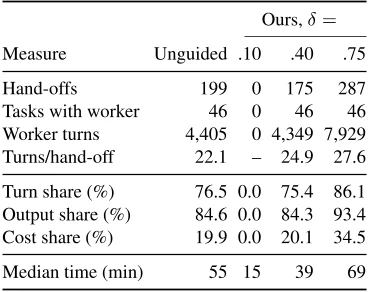 Ours, δ =
Measure Unguided .10 .40 .75
Hand-offs 199 0 175 287
Tasks with worker 46 0 46 46
Worker turns 4,405 0 4,349 7,929
Turns/hand-off 22.1 – 24.9 27.6
Turn share (%) 76.5 0.0 75.4 86.1
Output share (%) 84.6 0.0 84.3 93.4
Cost share (%) 19.9 0.0 20.1 34.5
Median time (min) 55 15 39 69